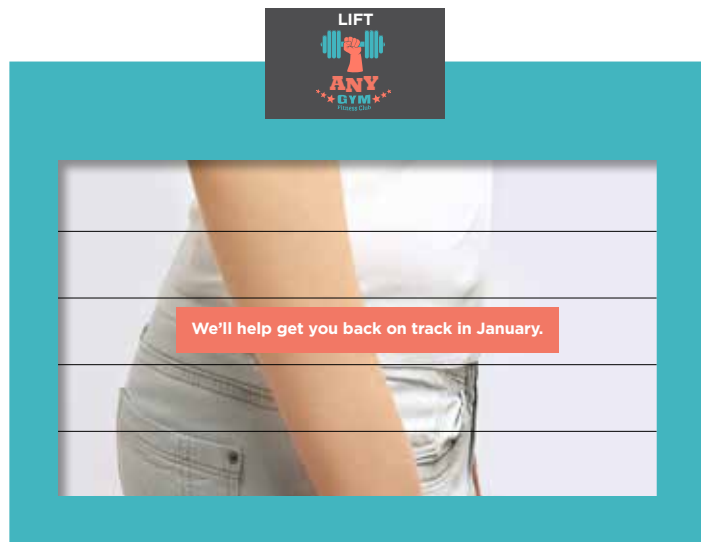 LIFT
ANY
GYM
Fitness Club
We'll help get you back on track in January.